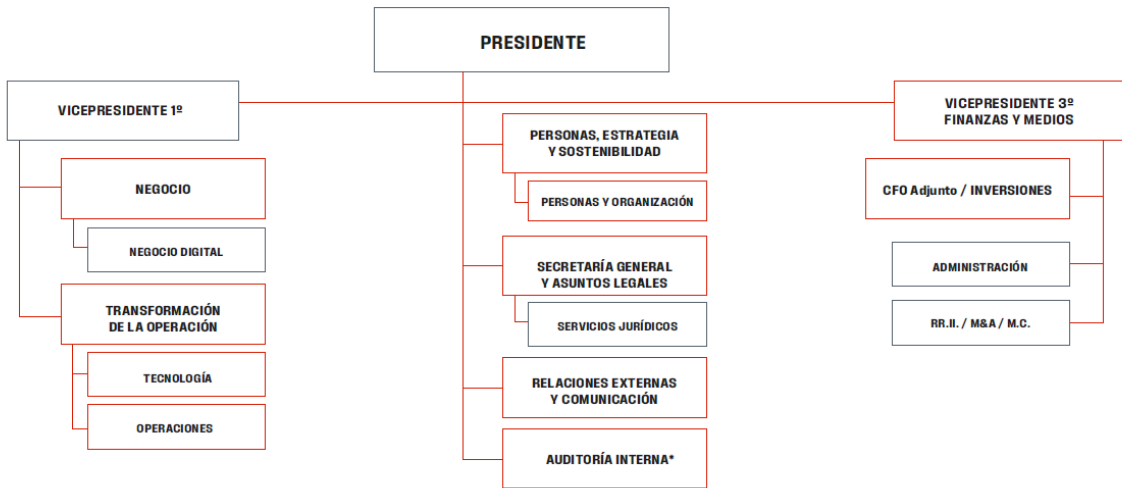 PRESIDENTE
VICEPRESIDENTE 1º
NEGOCIO
NEGOCIO DIGITAL
TRANSFORMACIÓN
DE LA OPERACIÓN
TECNOLOGÍA
OPERACIONES
PERSONAS, ESTRATEGIA
Y SOSTENIBILIDAD
PERSONAS Y ORGANIZACIÓN
SECRETARÍA GENERAL
Y ASUNTOS LEGALES
SERVICIOS JURÍDICOS
RELACIONES EXTERNAS
Y COMUNICACIÓN
AUDITORÍA INTERNA*
VICEPRESIDENTE 3º
FINANZAS Y MEDIOS
CFO Adjunto / INVERSIONES
ADMINISTRACIÓN
RR.II. / M&A / M.C.